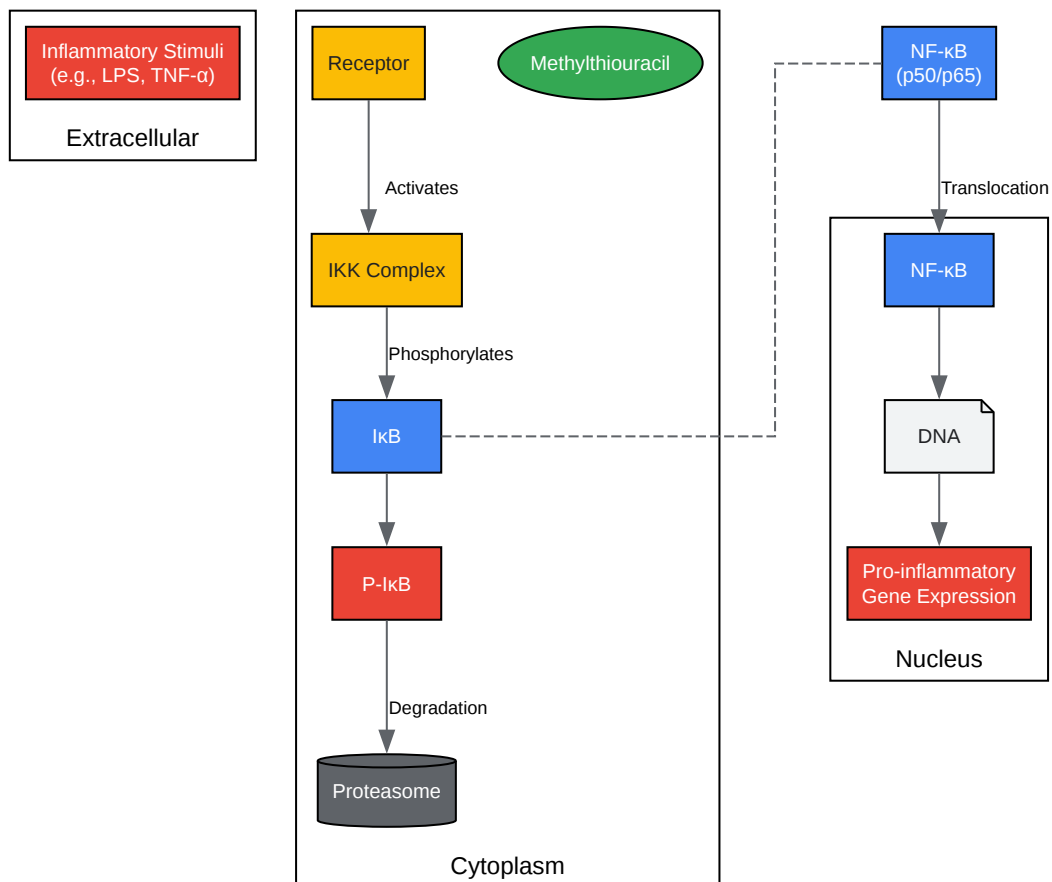 Inflammatory Stimuli
(e.g., LPS, TNF-α)
Extracellular
Receptor
Methylthiouracil
Activates
IKK Complex
Phosphorylates
IκB
P-IκB
Degradation
Proteasome
Cytoplasm
NF-κB
(p50/p65)
Translocation
NF-κB
DNA
Pro-inflammatory
Gene Expression
Nucleus